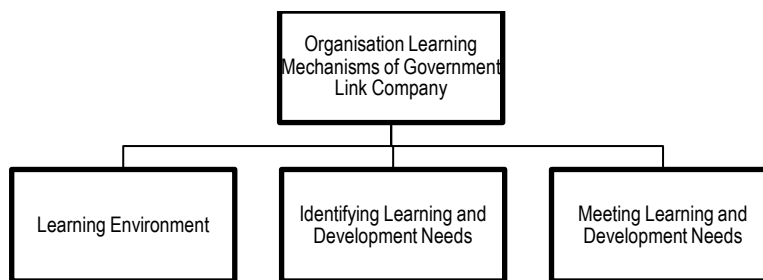 Organisation Learning
Mechanisms of Government
Link Company
Learning Environment
Identifying Learning and
Development Needs
Meeting Learning and
Development Needs